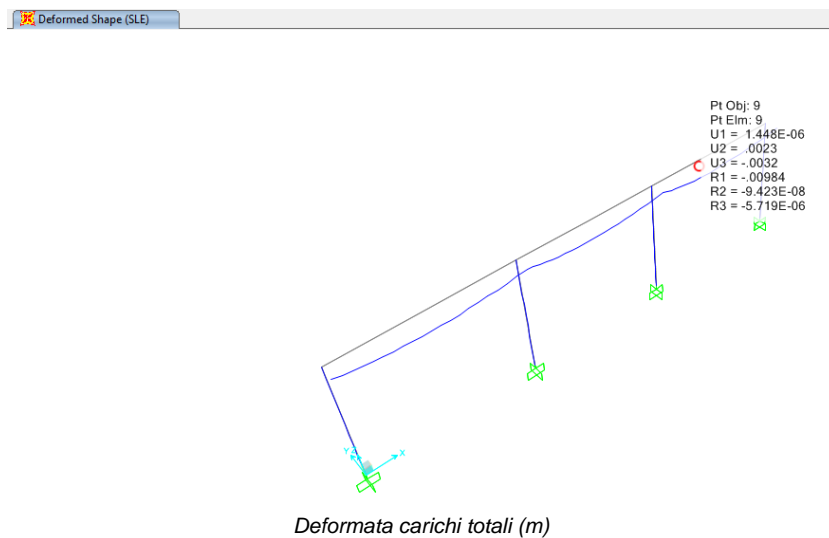 Deformed Shape (SLE)
Pt Obj: 9
Pt Elm: 9
U1 = 1.448E-06
U2 = .0023
U3 = -.0032
R1 = -.00984
R2 = -9.423E-08
R3 = -5.719E-06
Y
X
Deformata carichi totali (m)